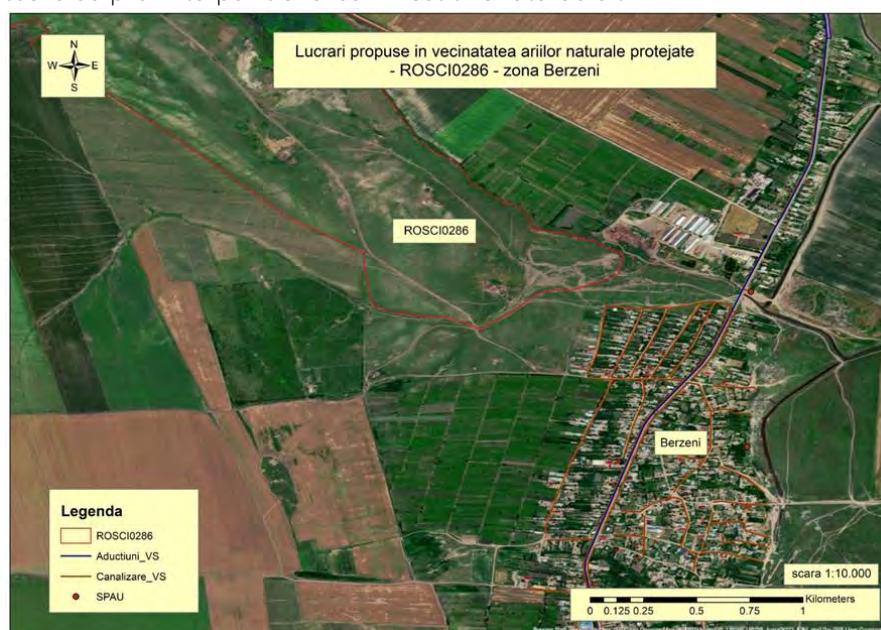 N
W E
S
Lucrari propuse in vecinatatea ariilor naturale protejate
- ROSCI0286 - zona Berzeni
ROSCI0286
Berzeni
Legenda
ROSCI0286
Aductiuni_VS
Canalizare_VS
SPAU
scara 1:10.000
Kilometers
0 0.125 0.25 0.5 0.75 1